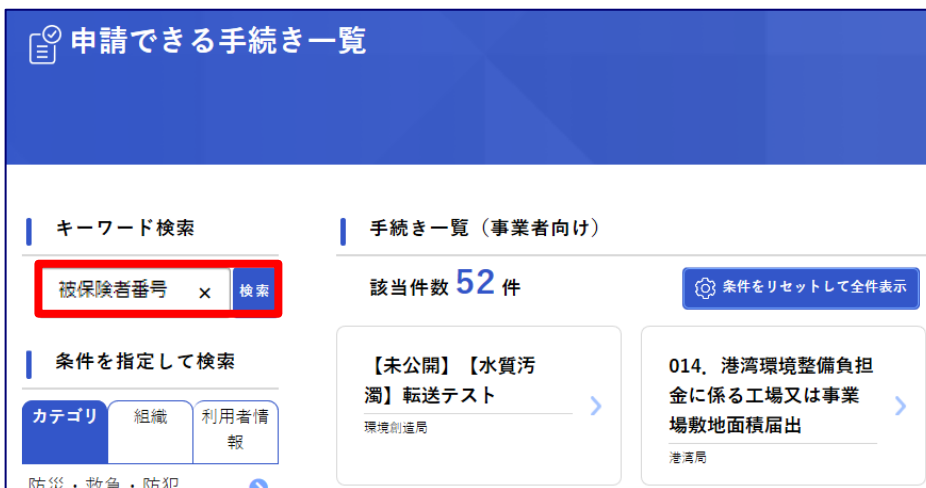 申請できる手続き一覧
キーワード検索
被保険者番号 × 検索
条件を指定して検索
カテゴリ
組織
利用者情
報
防災・救急・防犯
手続き一覧（事業者向け）
該当件数 52 件
条件をリセットして全件表示
【未公開】【水質汚
濁】転送テスト
環境創造局
014．港湾環境整備負担
金に係る工場又は事業
場敷地面積届出
港湾局